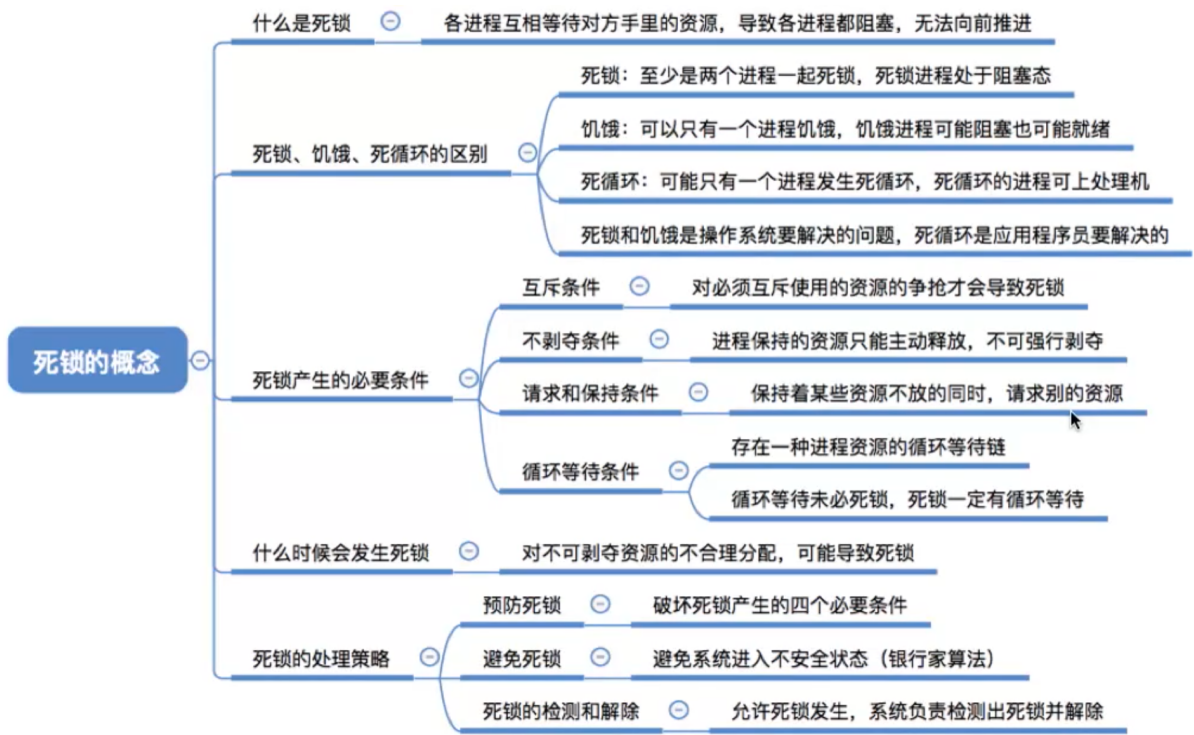 什么是死锁
各进程互相等待对方手里的资源，导致各进程都阻塞，无法向前推进
死锁、饥饿、死循环的区别
死锁：至少是两个进程一起死锁，死锁进程处于阻塞态
饥饿：可以只有一个进程饥饿，饥饿进程可能阻塞也可能就绪
死循环：可能只有一个进程发生死循环，死循环的进程可上处理机
死锁和饥饿是操作系统要解决的问题，死循环是应用程序员要解决的
死锁的概念
死锁产生的必要条件
互斥条件
对必须互斥使用的资源的争抢才会导致死锁
不剥夺条件
进程保持的资源只能主动释放，不可强行剥夺
请求和保持条件
保持着某些资源不放的同时，请求别的资源
循环等待条件
存在一种进程资源的循环等待链
循环等待未必死锁，死锁一定有循环等待
什么时候会发生死锁
对不可剥夺资源的不合理分配，可能导致死锁
死锁的处理策略
预防死锁
破坏死锁产生的四个必要条件
避免死锁
避免系统进入不安全状态（银行家算法）
死锁的检测和解除
允许死锁发生，系统负责检测出死锁并解除